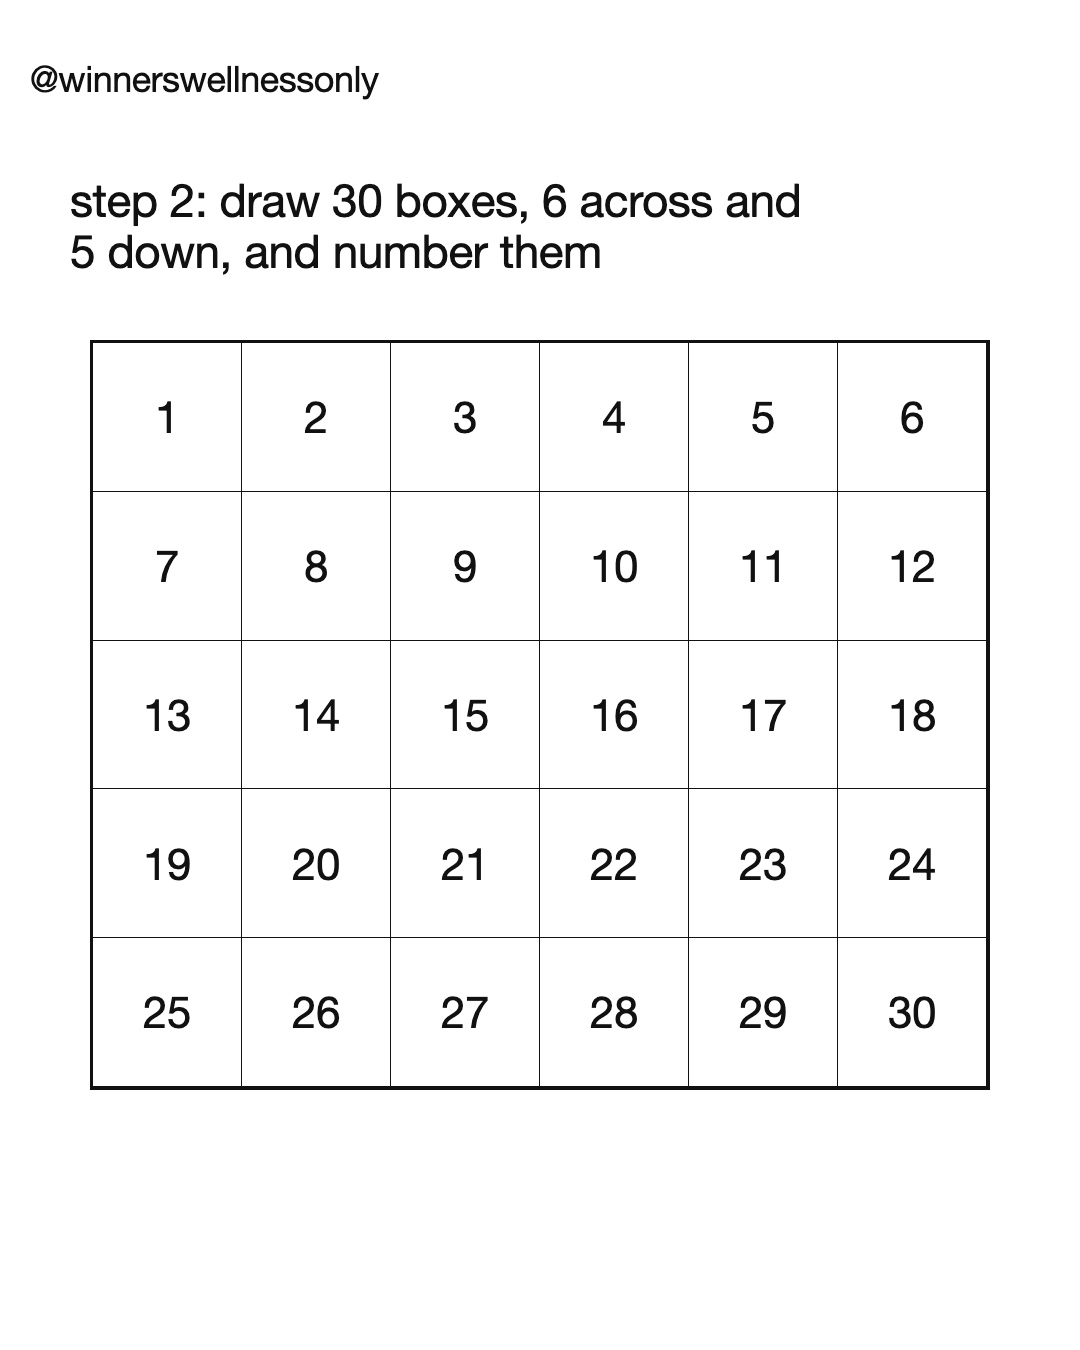 @winnerswellnessonly
step 2: draw 30 boxes, 6 across and
5 down, and number them
1 2 3 4 5 6
7 8 9 10 11 12
13 14 15 16 17 18
19 20 21 22 23 24
25 26 27 28 29 30